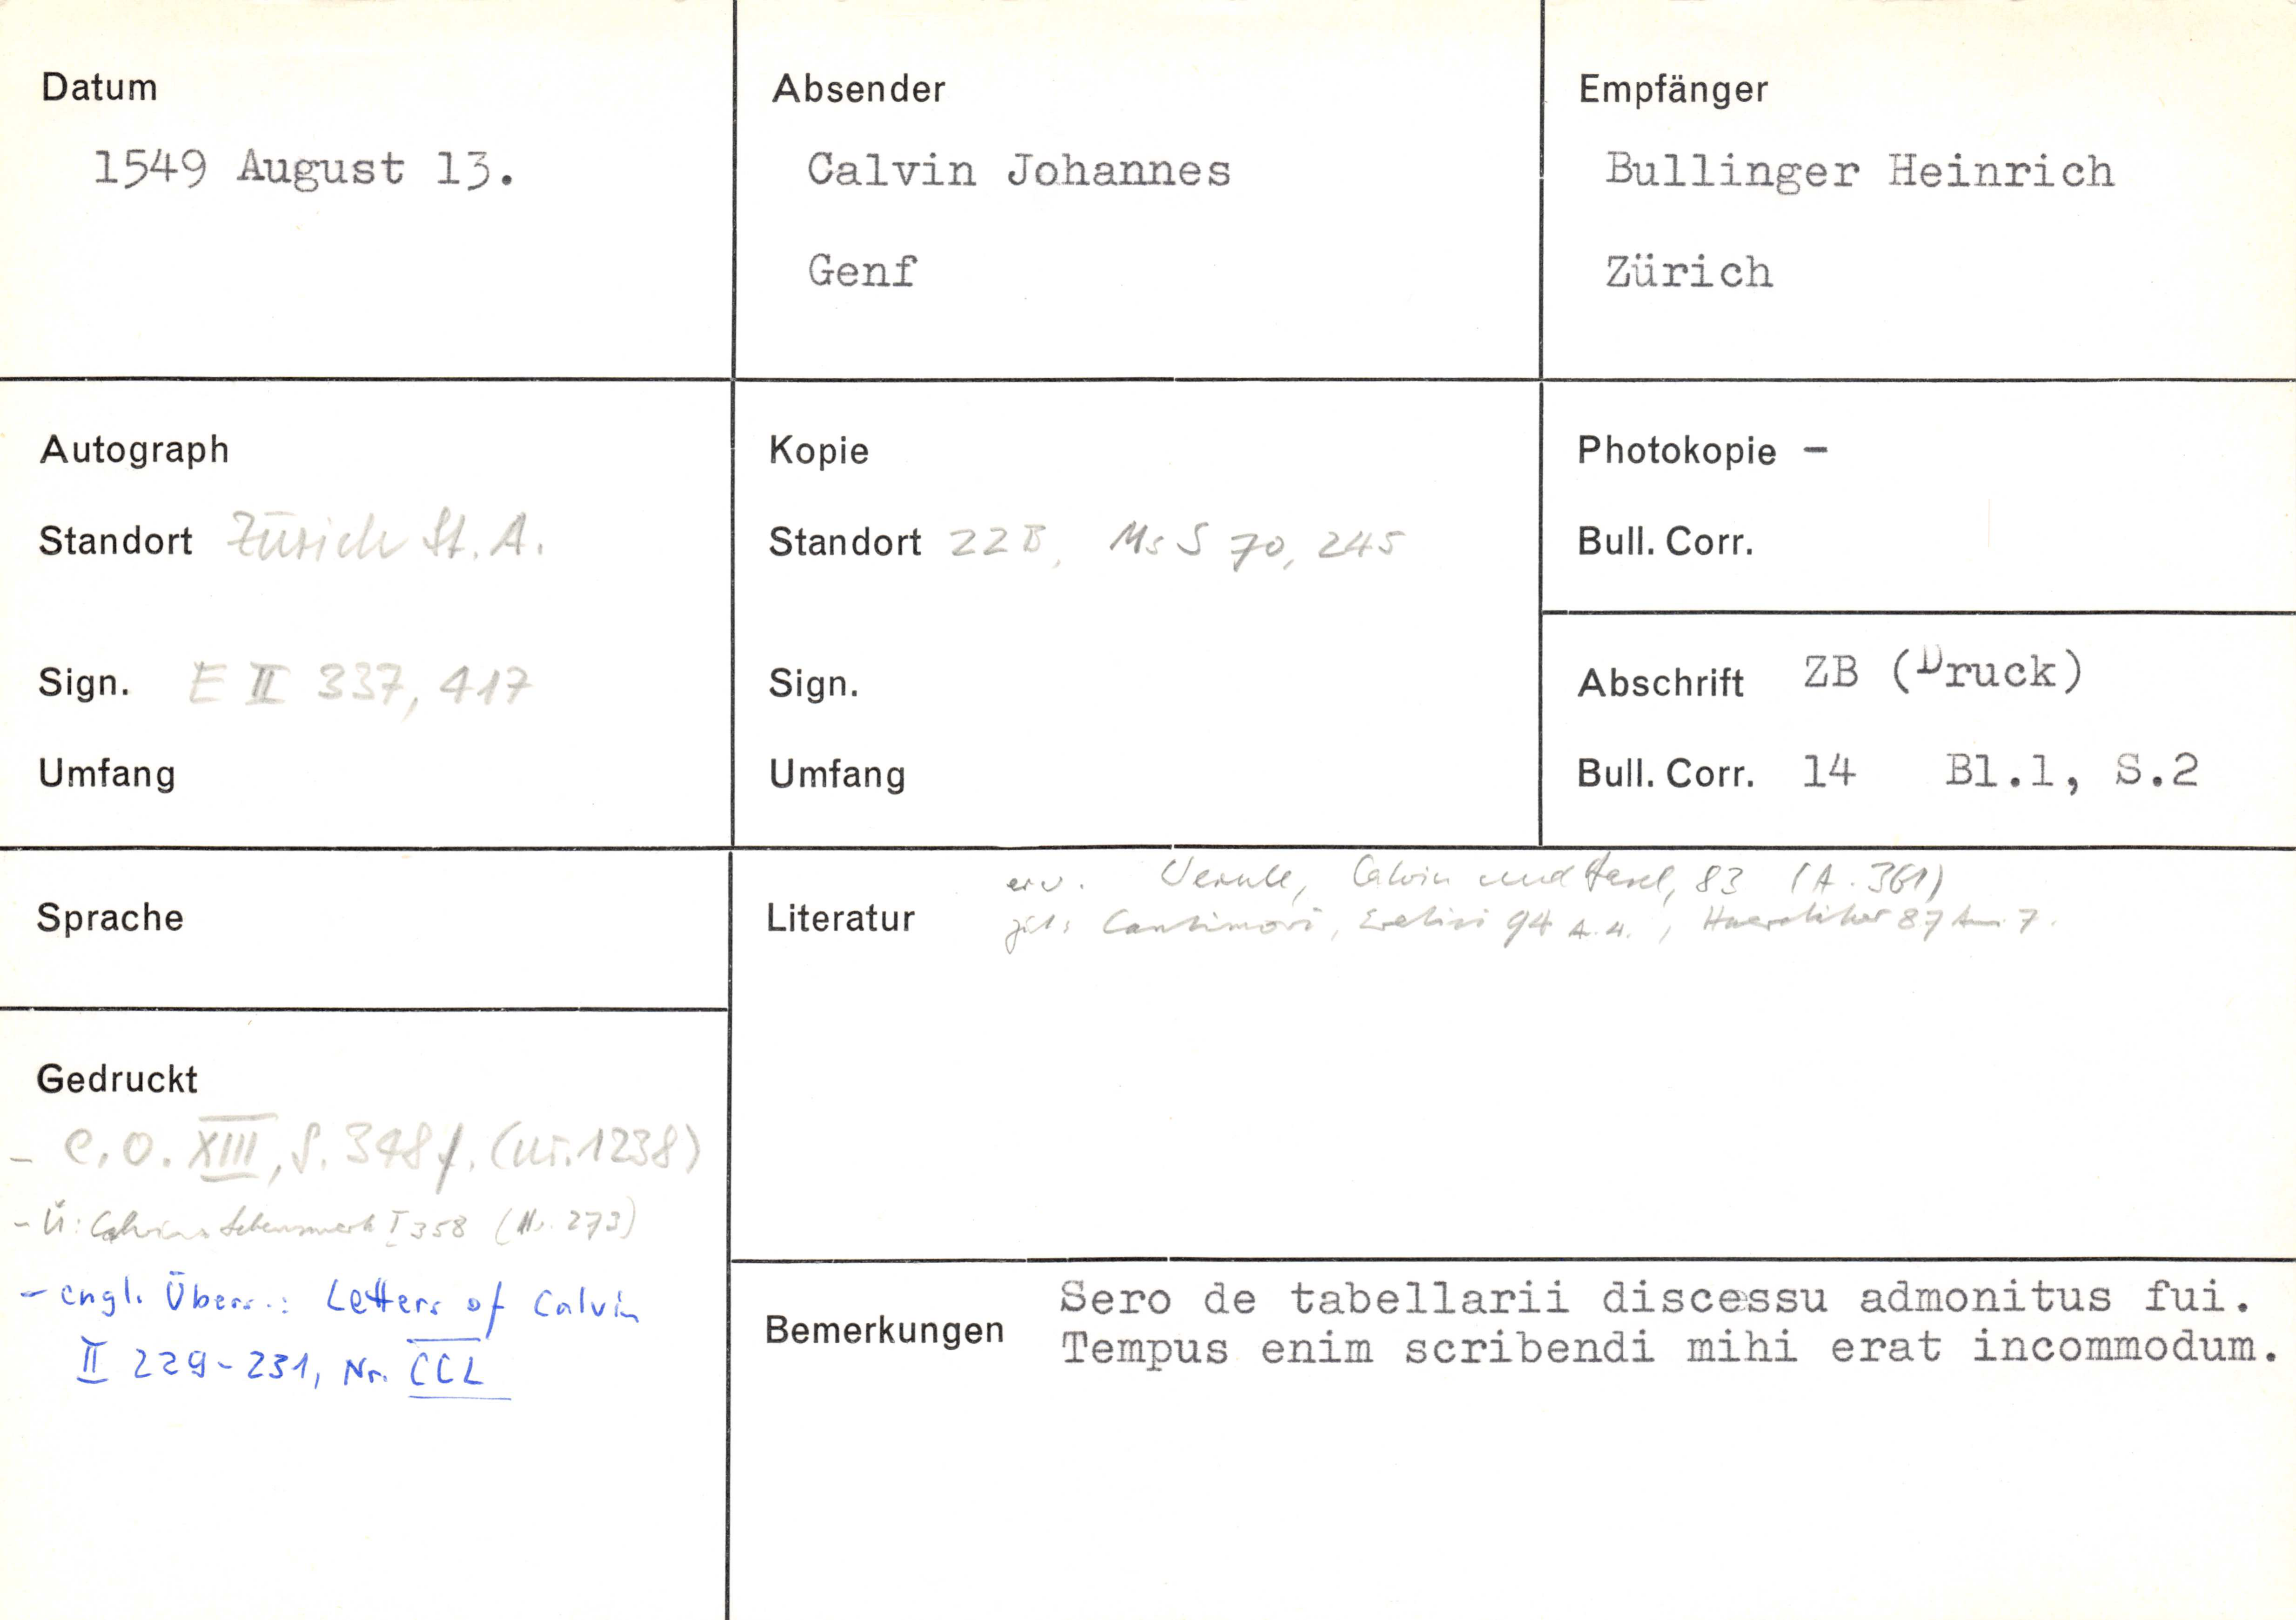 Datum
1549 August 13.
Absender
Calvin Johannes
Genf
Empfänger
Bullinger Heinrich
Zürich
Autograph
Standort Zürich St. A.
Sign. E II 337, 417
Umfang
Kopie
Standort ZZB, Ms S 70, 245
Sign.
Umfang
Photokopie -
Bull. Corr.
Abschrift ZB (Druck)
Bull. Corr. 14 Bl.1, S.2
Sprache
Literatur
erw. Wernle, Calvin und Basel, 83 (A. 361)
zit: Cantimori, Eretici 94 A. 4., Haeretiker 87 Anm 7.
Gedruckt
- C.O. XIII, S. 348 f. (Nr. 1238)
- Ü: Calvins Lebenswerk I 358 (Nr. 273)
- engl. Übers.: Letters of Calvin
II 229-231, Nr. CCL
Bemerkungen
Sero de tabellarii discessu admonitus fui.
Tempus enim scribendi mihi erat incommodum.